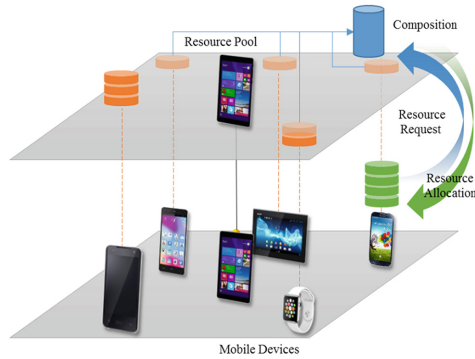 Composition
Resource Pool
Resource
Request
Resource
Allocation
Mobile Devices